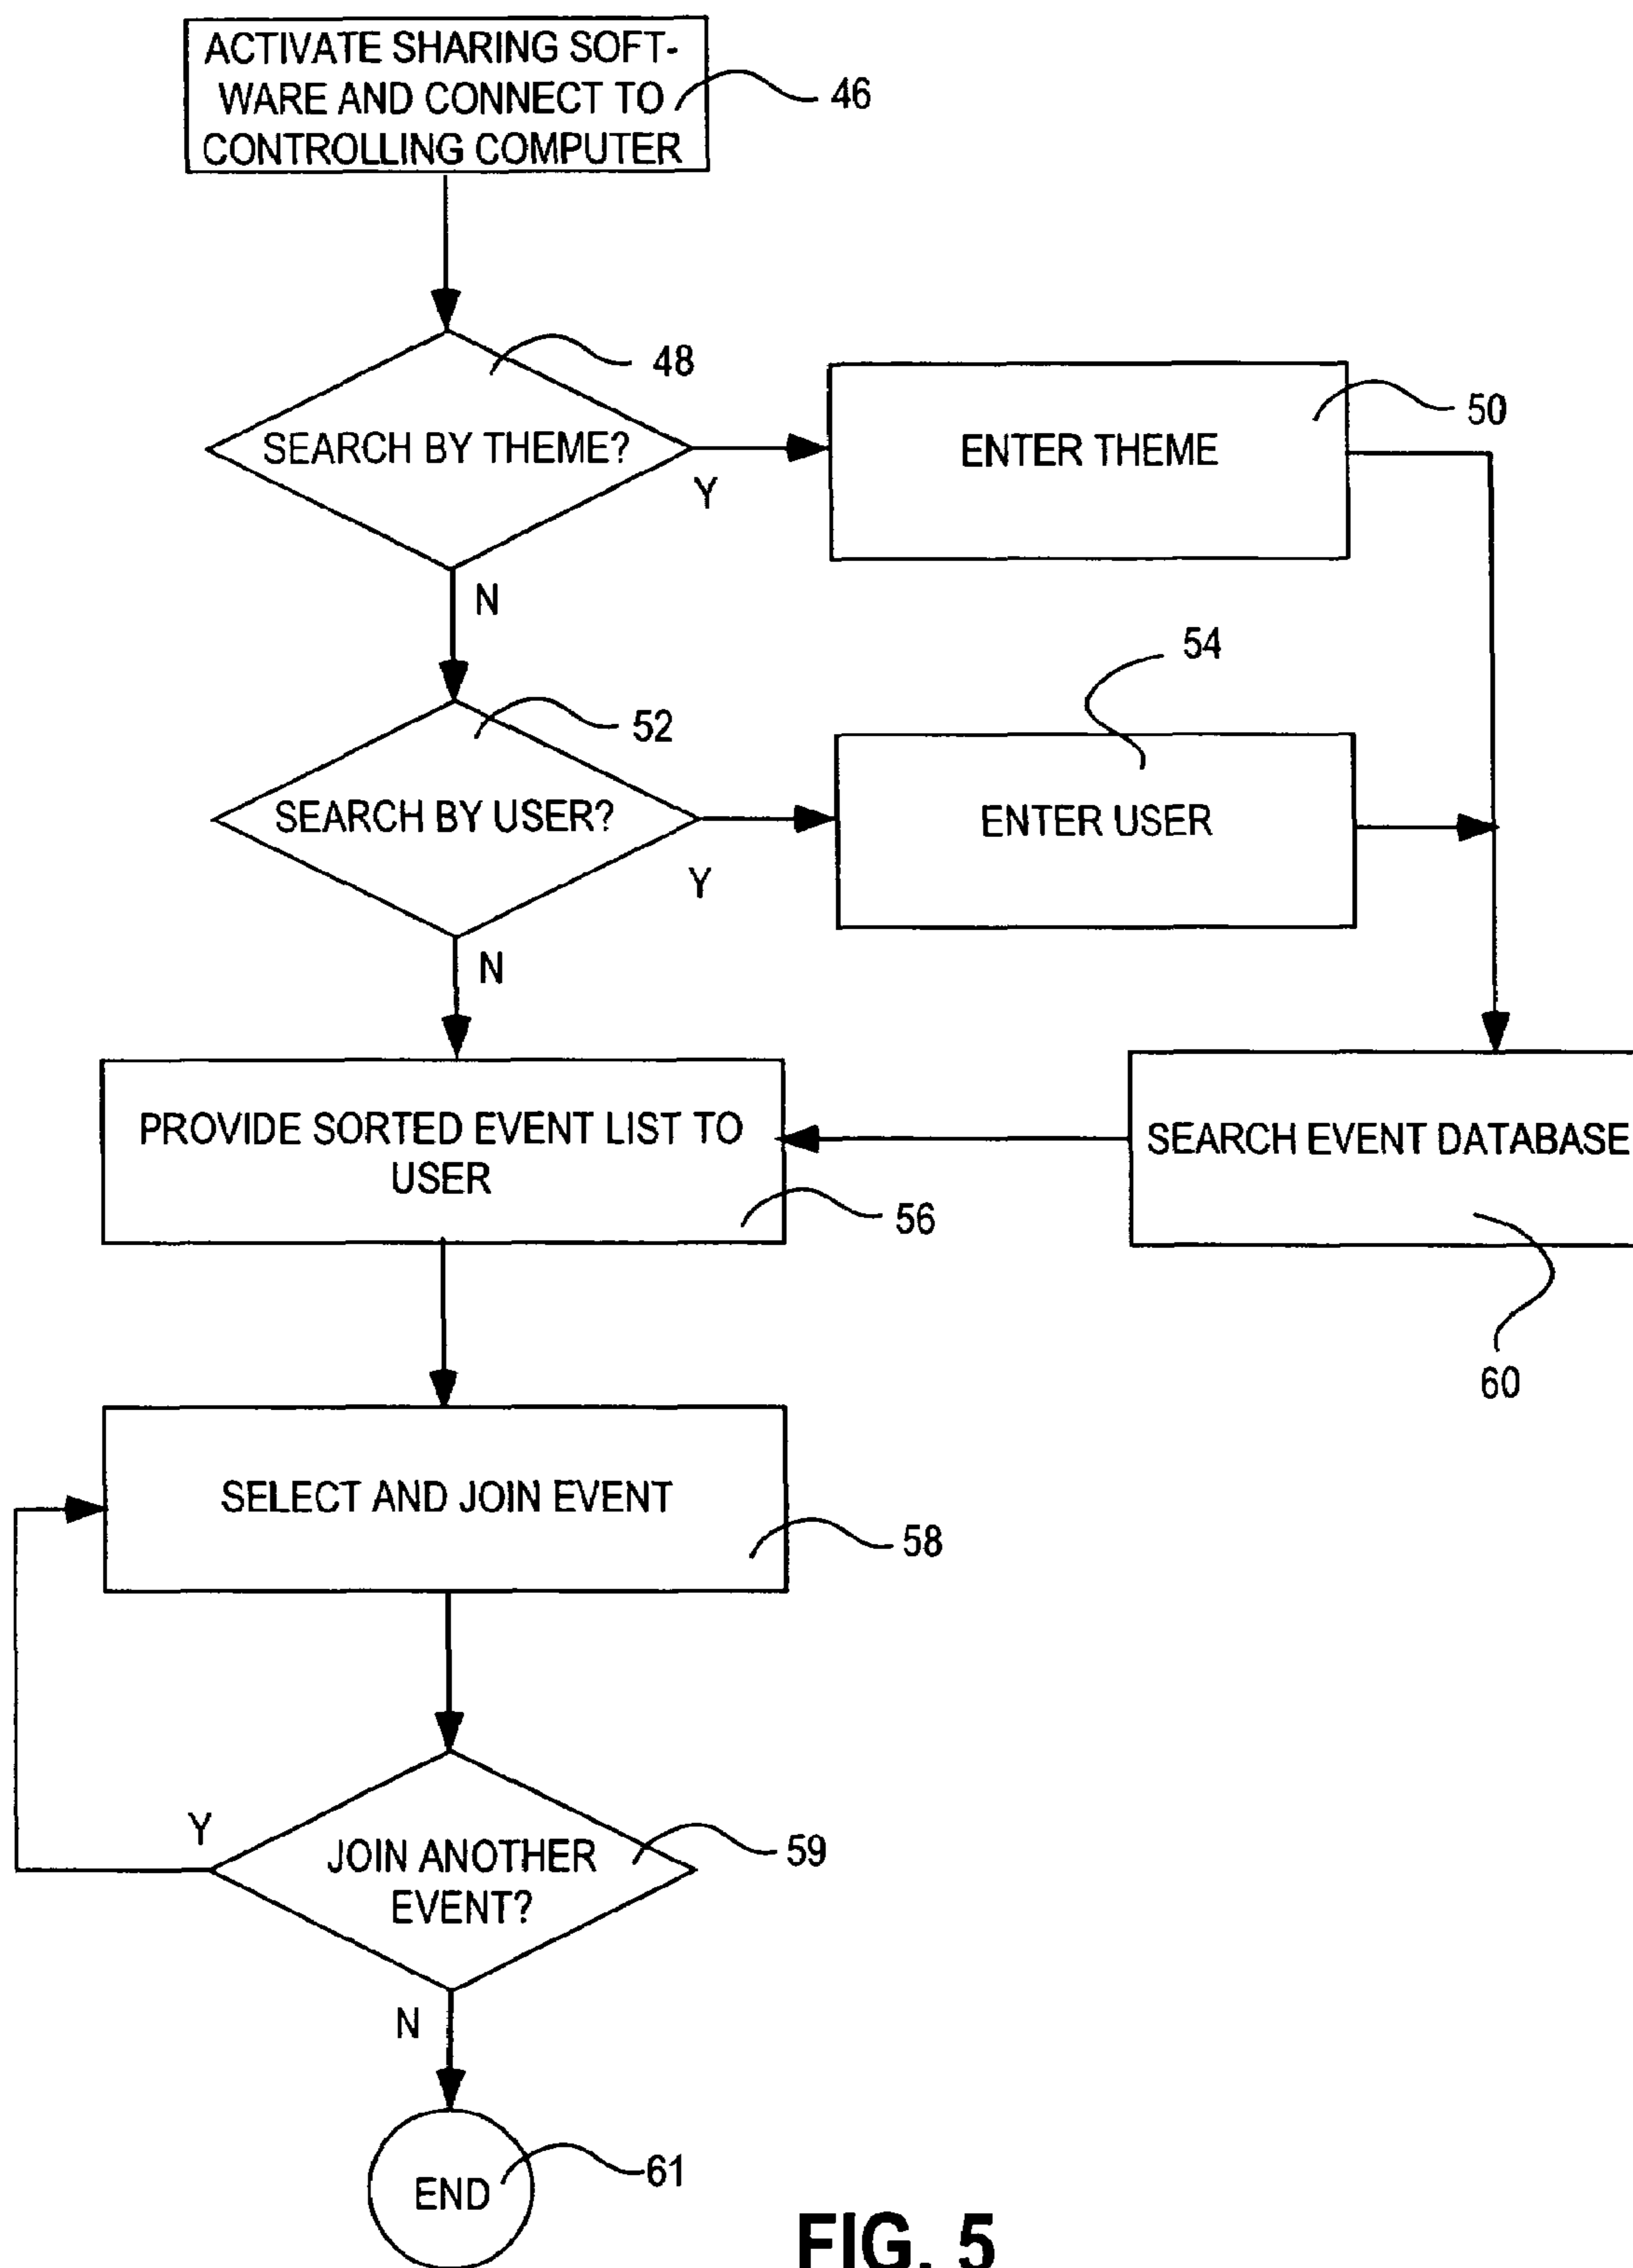 ACTIVATE SHARING SOFT-
WARE AND CONNECT TO
CONTROLLING COMPUTER
46
48
SEARCH BY THEME?
Y
N
ENTER THEME
50
52
SEARCH BY USER?
Y
N
54
ENTER USER
PROVIDE SORTED EVENT LIST TO
USER
56
SEARCH EVENT DATABASE
60
SELECT AND JOIN EVENT
58
Y
JOIN ANOTHER
EVENT?
59
N
END
61
FIG. 5